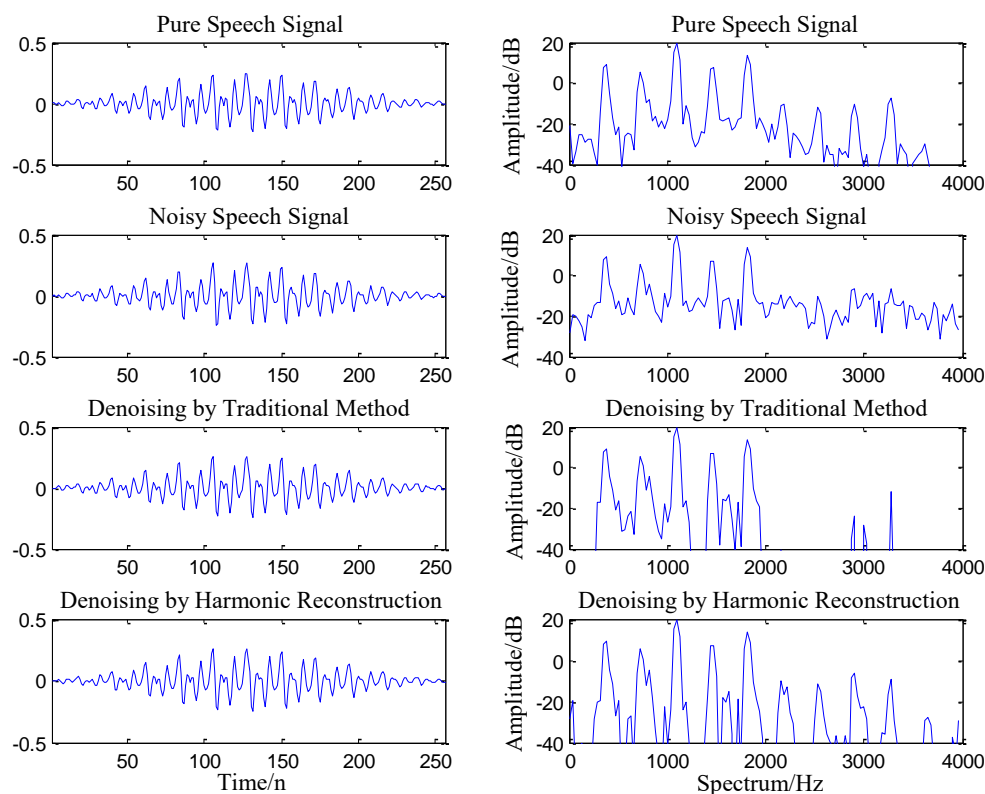 Pure Speech Signal
0.5
0
-0.5
50 100 150 200 250
Pure Speech Signal
Amplitude/dB
20
0
-20
-40
0 1000 2000 3000 4000
Noisy Speech Signal
0.5
0
-0.5
50 100 150 200 250
Noisy Speech Signal
Amplitude/dB
20
0
-20
-40
0 1000 2000 3000 4000
Denoising by Traditional Method
0.5
0
-0.5
50 100 150 200 250
Denoising by Traditional Method
Amplitude/dB
20
0
-20
-40
0 1000 2000 3000 4000
Denoising by Harmonic Reconstruction
0.5
0
-0.5
50 100 150 200 250
Time/n
Denoising by Harmonic Reconstruction
Amplitude/dB
20
0
-20
-40
0 1000 2000 3000 4000
Spectrum/Hz